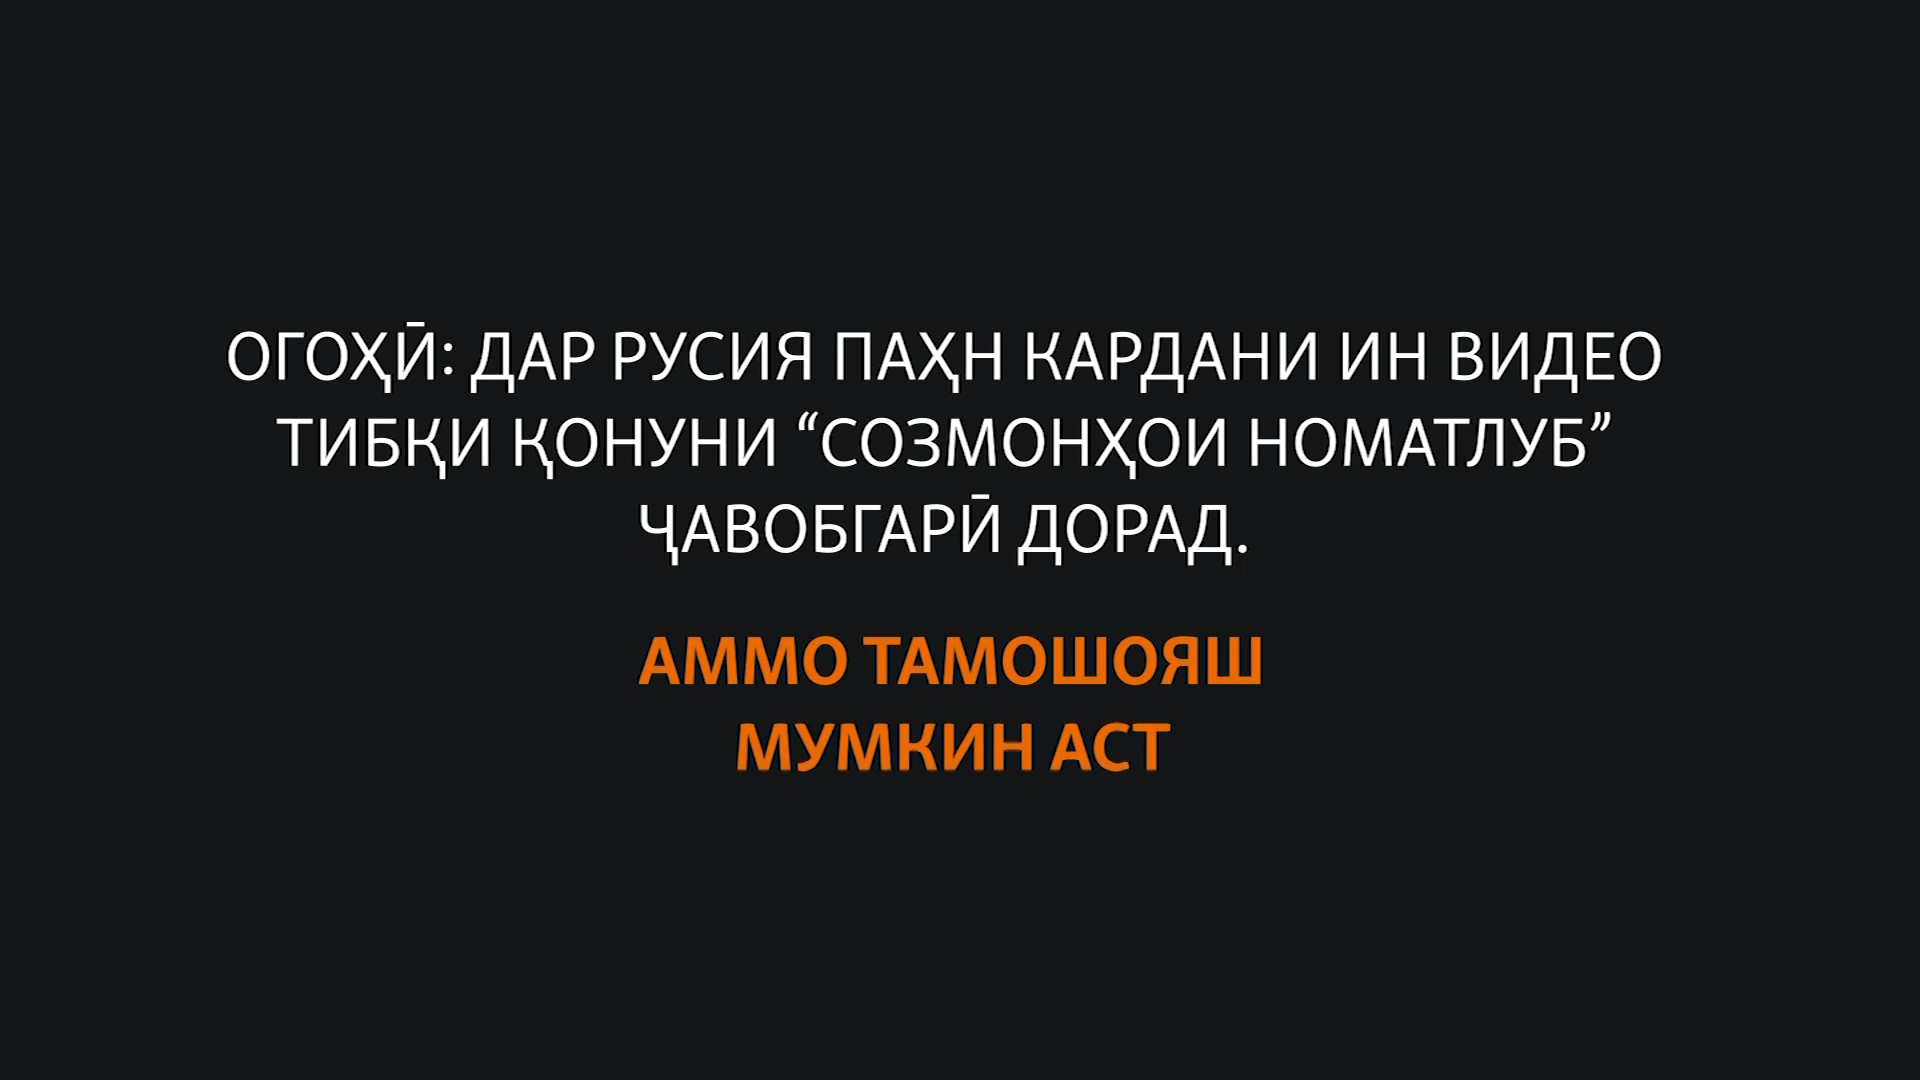 ОГОҲӢ: ДАР РУСИЯ ПАҲН КАРДАНИ ИН ВИДЕО
ТИБҚИ ҚОНУНИ “СОЗМОНҲОИ НОМАТЛУБ”
ҶАВОБГАРӢ ДОРАД.
АММО ТАМОШОЯШ
МУМКИН АСТ